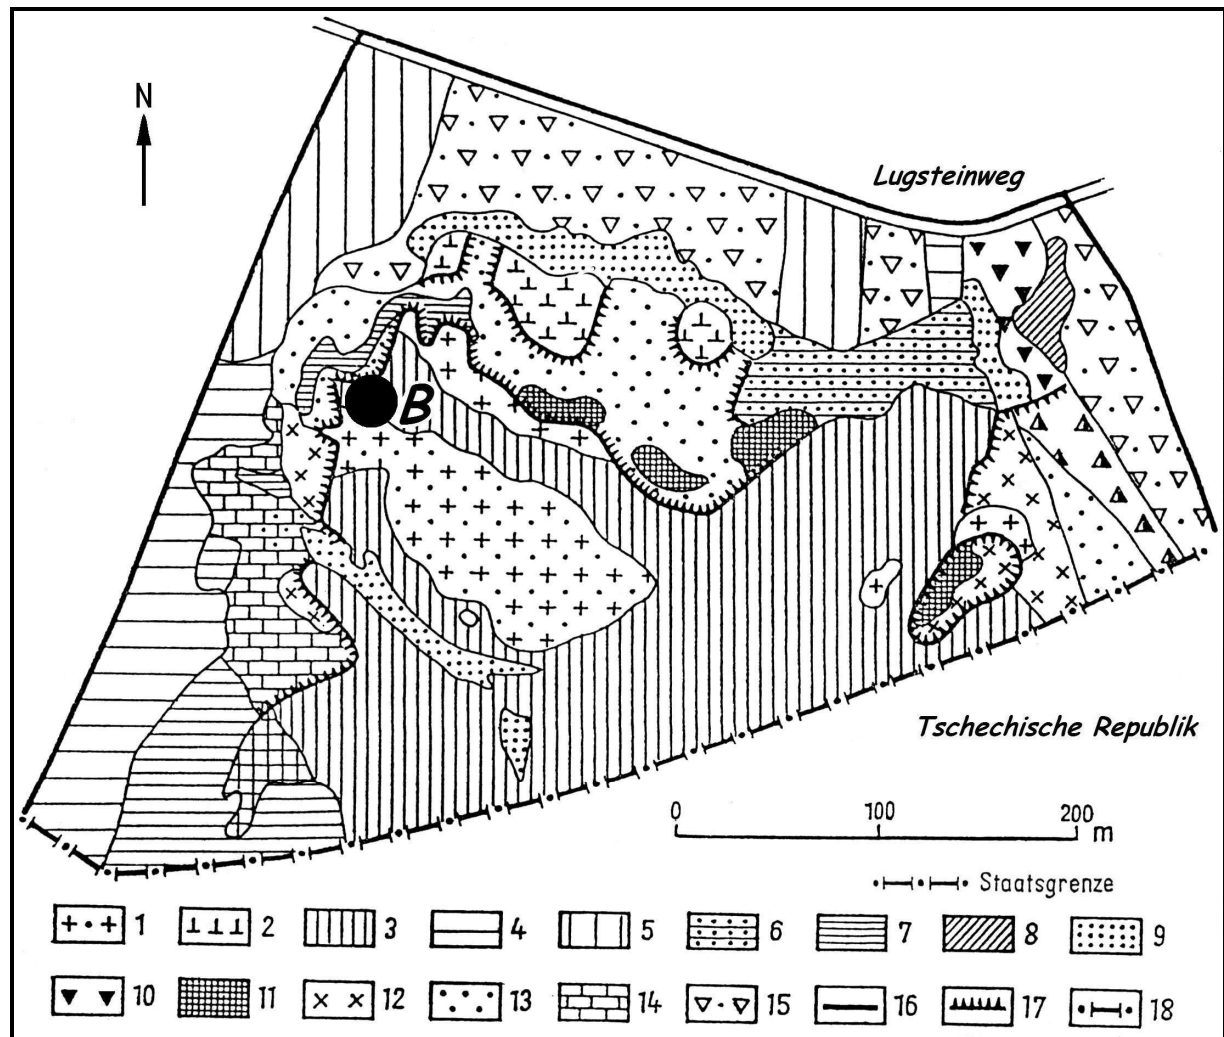 N
Lugsteinweg
B
Tschechische Republik
0 100 200 m
Staatsgrenze
1 2 3 4 5 6 7 8 9
10 11 12 13 14 15 16 17 18